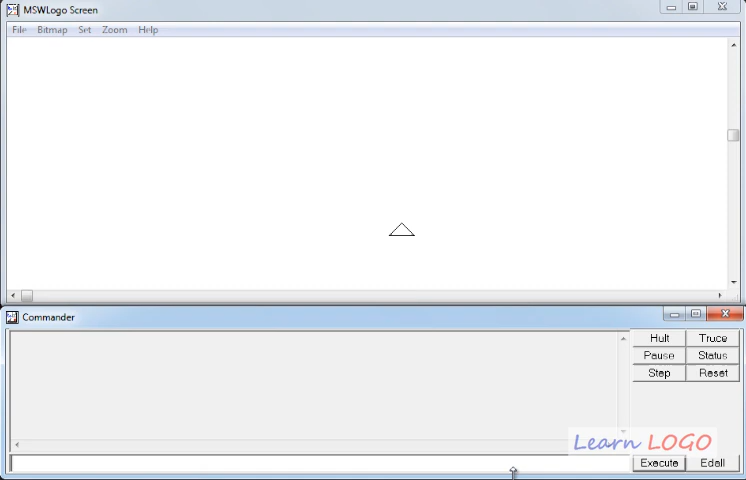 MSWLogo Screen
File Bitmap Set Zoom Help
Commander
Halt Trace
Pause Status
Step Reset
Learn LOGO
Execute Edall